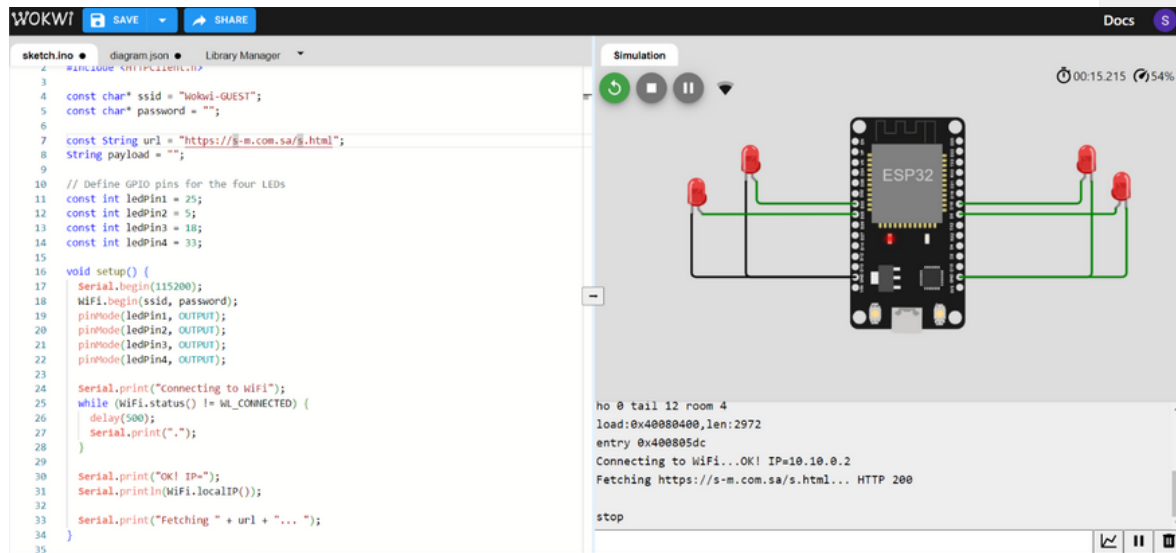 WOKWI SAVE SHARE Docs S
sketch.ino diagram.json Library Manager
Simulation
00:15.215 54%
2 #include <HTTPClient.h>
3
4 const char* ssid = "Wokwi-GUEST";
5 const char* password = "";
6
7 const String url = "https://s-m.com.sa/s.html";
8 String payload = "";
9
10 // Define GPIO pins for the four LEDs
11 const int ledPin1 = 25;
12 const int ledPin2 = 5;
13 const int ledPin3 = 18;
14 const int ledPin4 = 33;
15
16 void setup() {
17 Serial.begin(115200);
18 WiFi.begin(ssid, password);
19 pinMode(ledPin1, OUTPUT);
20 pinMode(ledPin2, OUTPUT);
21 pinMode(ledPin3, OUTPUT);
22 pinMode(ledPin4, OUTPUT);
23
24 Serial.print("Connecting to WiFi");
25 while (WiFi.status() != WL_CONNECTED) {
26 delay(500);
27 Serial.print(".");
28 }
29
30 Serial.print("OK! IP=");
31 Serial.println(WiFi.localIP());
32
33 Serial.print("Fetching " + url + "... ");
34 }
35
ESP32
ho 0 tail 12 room 4
load:0x40080400,len:2972
entry 0x400805dc
Connecting to WiFi...OK! IP=10.10.0.2
Fetching https://s-m.com.sa/s.html... HTTP 200
stop